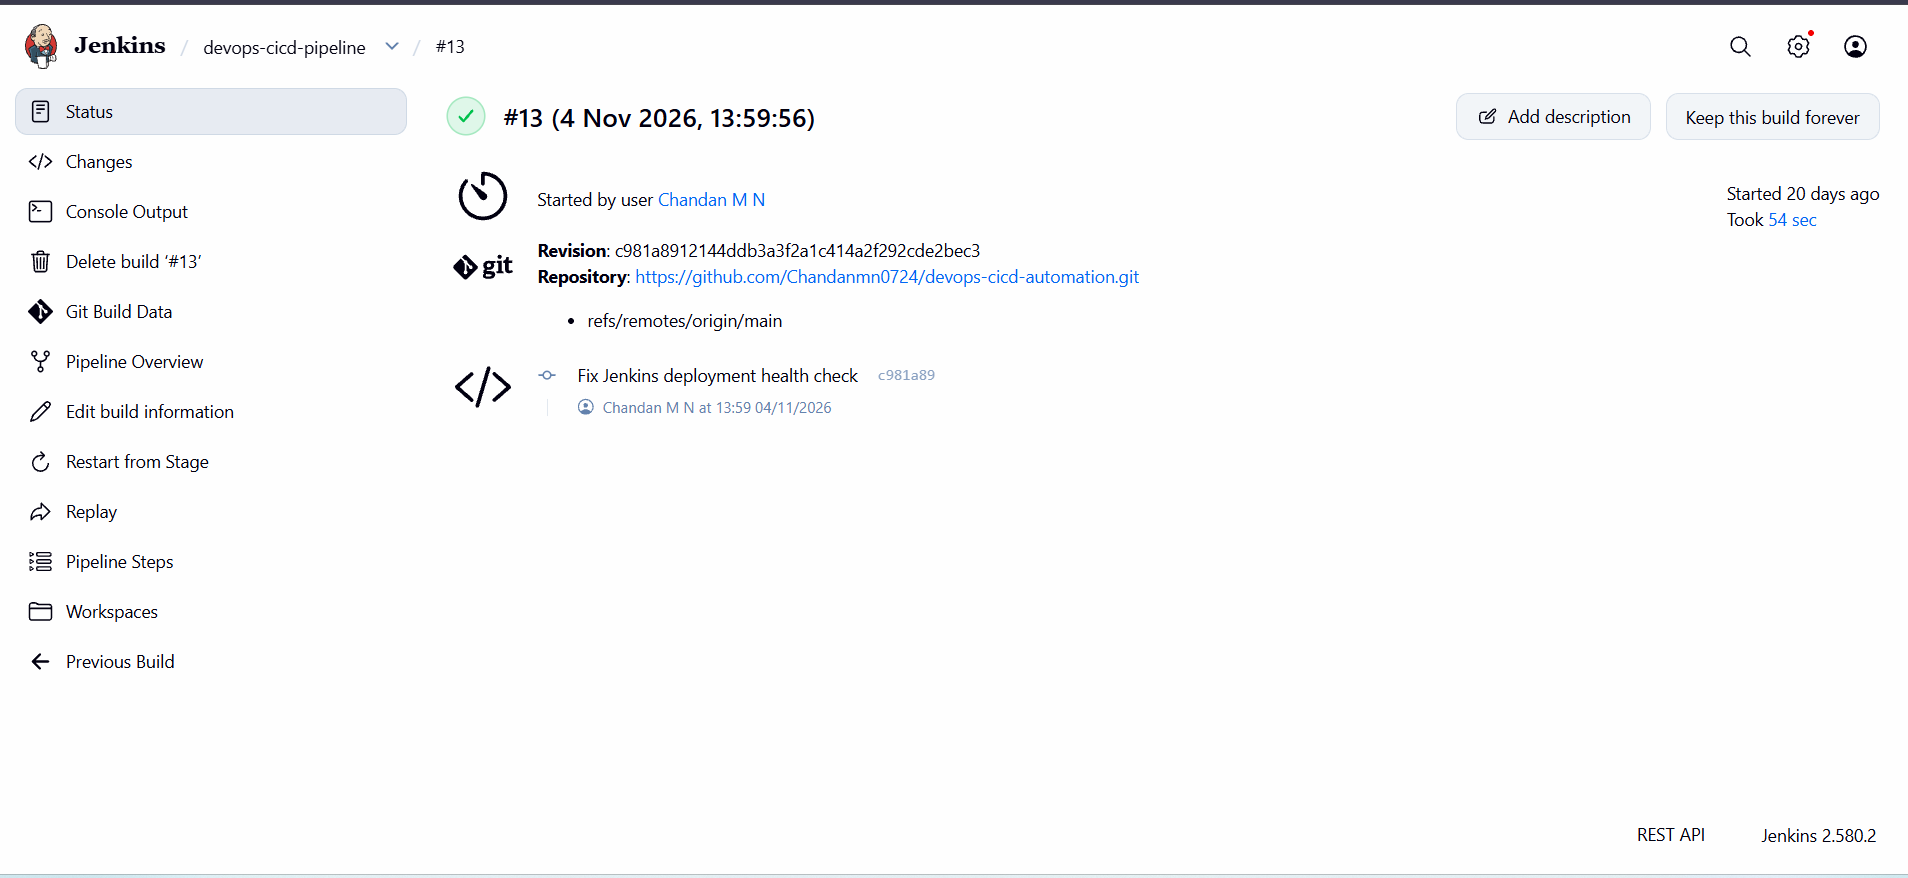 Jenkins / devops-cicd-pipeline / #13
Status
Changes
Console Output
Delete build ‘#13’
Git Build Data
Pipeline Overview
Edit build information
Restart from Stage
Replay
Pipeline Steps
Workspaces
Previous Build
#13 (4 Nov 2026, 13:59:56)
Add description
Keep this build forever
Started by user Chandan M N
Started 20 days ago
Took 54 sec
git
Revision: c981a8912144ddb3a3f2a1c414a2f292cde2bec3
Repository: https://github.com/Chandanmn0724/devops-cicd-automation.git
• refs/remotes/origin/main
Fix Jenkins deployment health check c981a89
Chandan M N at 13:59 04/11/2026
REST API
Jenkins 2.580.2